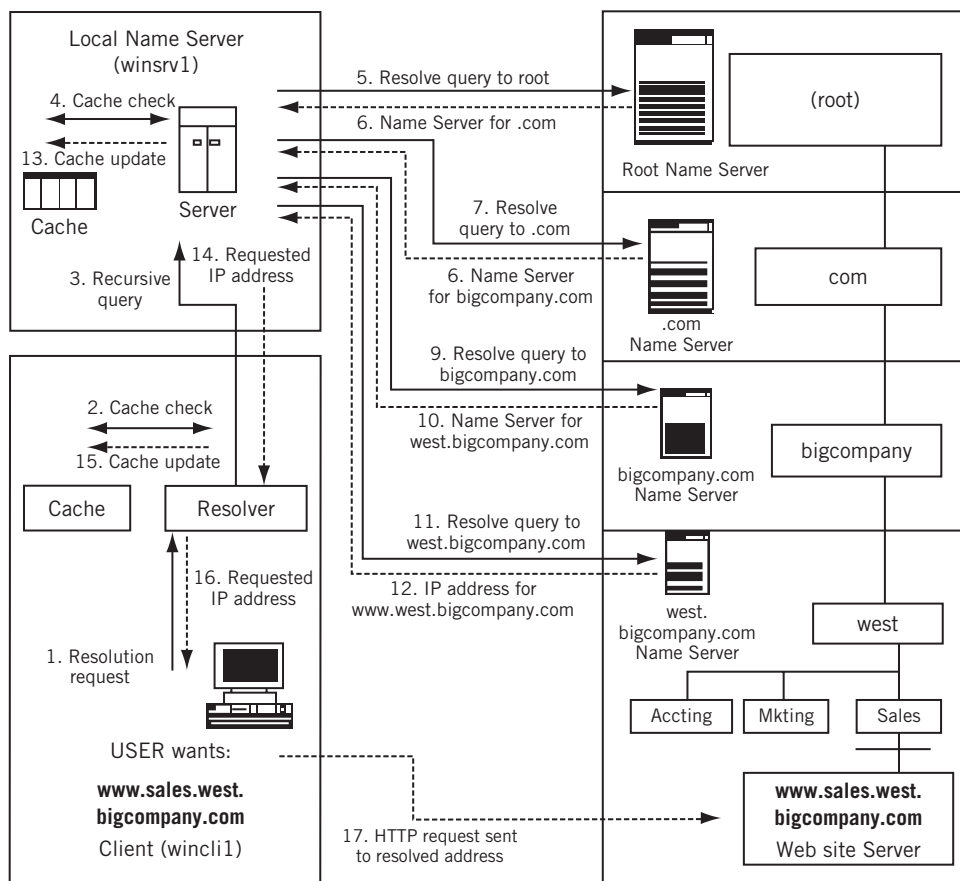 Local Name Server
(winsrv1)
4. Cache check
13. Cache update
Cache
Server
3. Recursive
query
14. Requested
IP address
2. Cache check
15. Cache update
Cache
Resolver
16. Requested
IP address
1. Resolution
request
USER wants:
www.sales.west.
bigcompany.com
Client (wincli1)
5. Resolve query to root
6. Name Server for .com
7. Resolve
query to .com
6. Name Server
for bigcompany.com
9. Resolve query to
bigcompany.com
10. Name Server for
west.bigcompany.com
11. Resolve query to
west.bigcompany.com
12. IP address for
www.west.bigcompany.com
17. HTTP request sent
to resolved address
Root Name Server
(root)
.com
Name Server
com
bigcompany.com
Name Server
bigcompany
west.
bigcompany.com
Name Server
west
Accting
Mkting
Sales
www.sales.west.
bigcompany.com
Web site Server